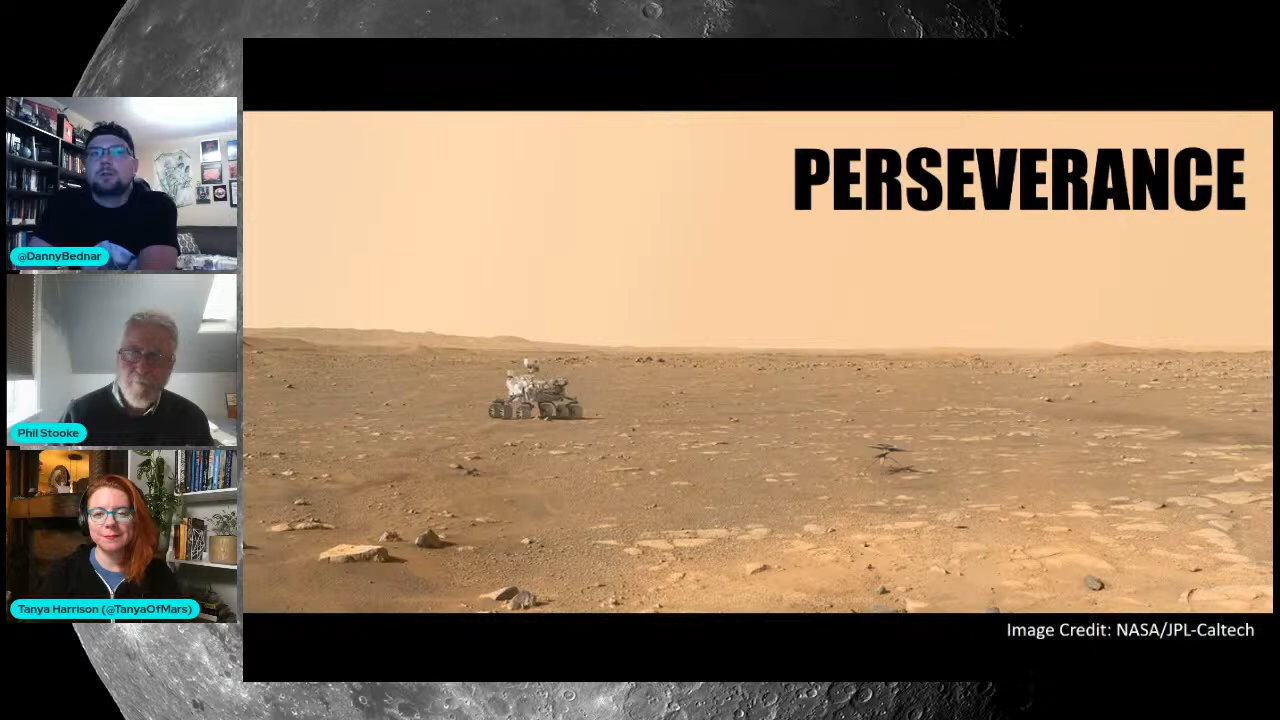 PERSEVERANCE
@DannyBednar
Phil Stooke
Tanya Harrison (@TanyaOfMars)
Image Credit: NASA/JPL-Caltech